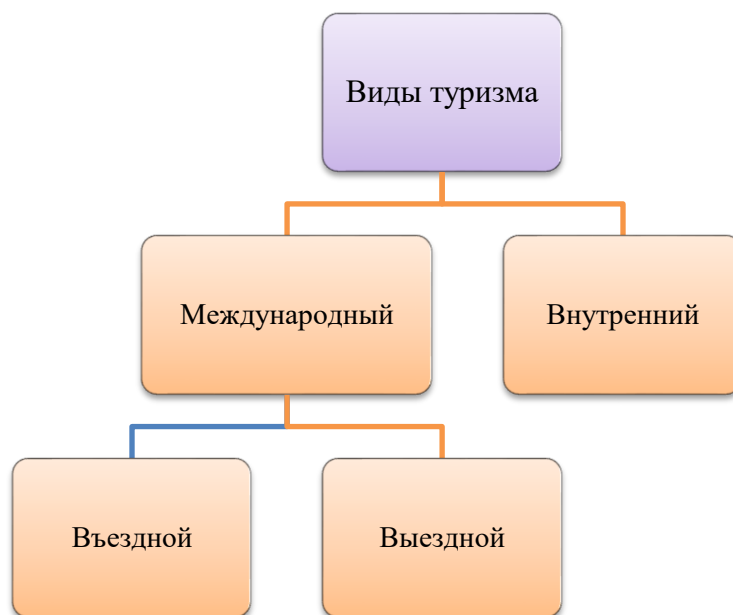 Виды туризма
Международный
Внутренний
Въездной
Выездной